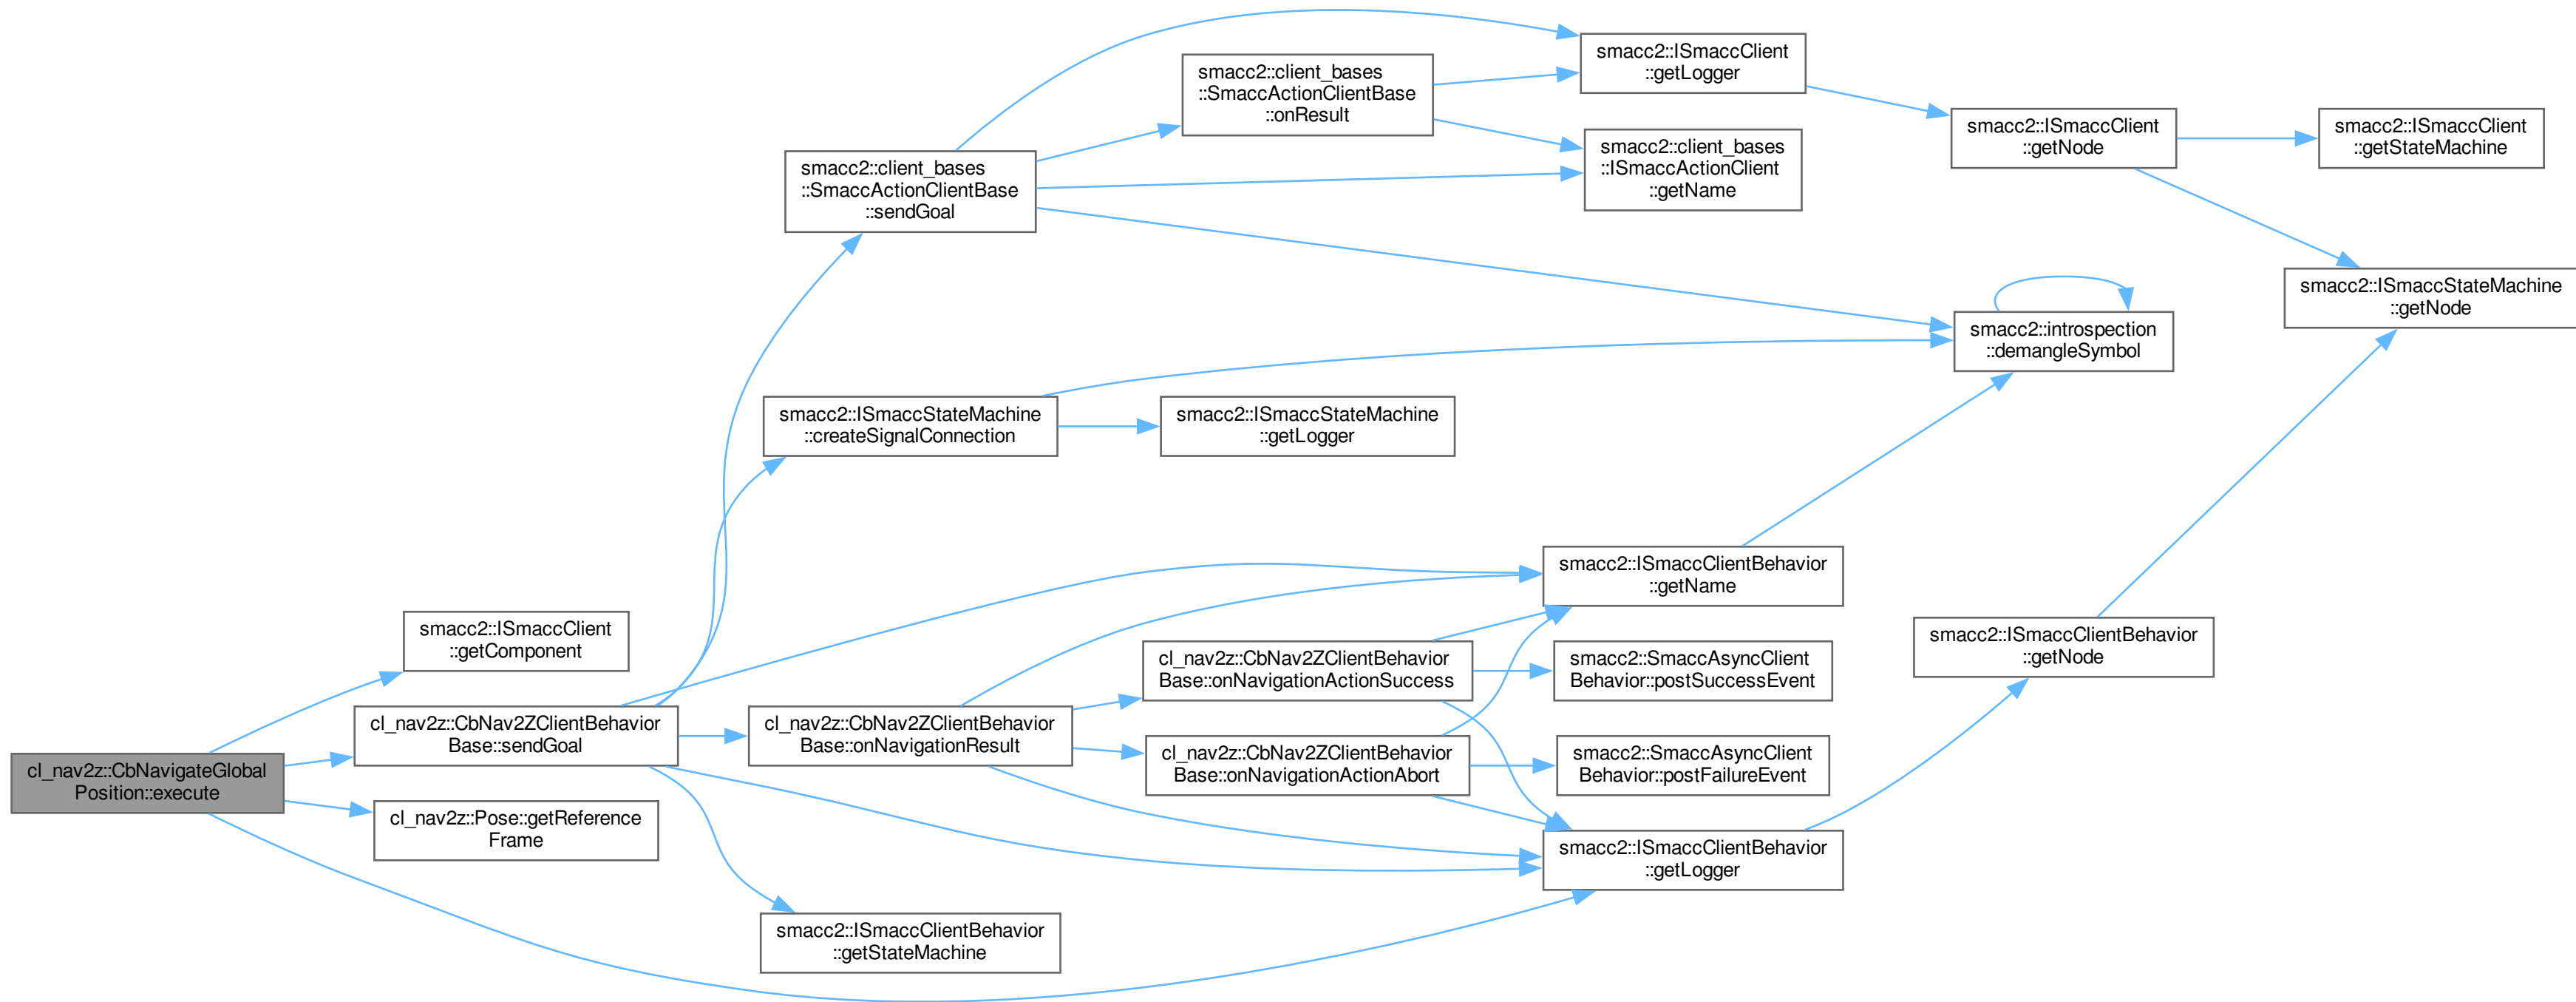 smacc2::ISmaccClient
::getLogger
smacc2::client_bases
::SmaccActionClientBase
::onResult
smacc2::ISmaccClient
::getNode
smacc2::ISmaccClient
::getStateMachine
smacc2::client_bases
::ISmaccActionClient
::getName
smacc2::client_bases
::SmaccActionClientBase
::sendGoal
smacc2::ISmaccStateMachine
::getNode
smacc2::introspection
::demangleSymbol
smacc2::ISmaccStateMachine
::createSignalConnection
smacc2::ISmaccStateMachine
::getLogger
smacc2::ISmaccClientBehavior
::getName
smacc2::ISmaccClient
::getComponent
smacc2::ISmaccClientBehavior
::getNode
cl_nav2z::CbNav2ZClientBehavior
Base::onNavigationActionSuccess
smacc2::SmaccAsyncClient
Behavior::postSuccessEvent
cl_nav2z::CbNav2ZClientBehavior
Base::sendGoal
cl_nav2z::CbNav2ZClientBehavior
Base::onNavigationResult
cl_nav2z::CbNav2ZClientBehavior
Base::onNavigationActionAbort
smacc2::SmaccAsyncClient
Behavior::postFailureEvent
cl_nav2z::CbNavigateGlobal
Position::execute
cl_nav2z::Pose::getReference
Frame
smacc2::ISmaccClientBehavior
::getLogger
smacc2::ISmaccClientBehavior
::getStateMachine